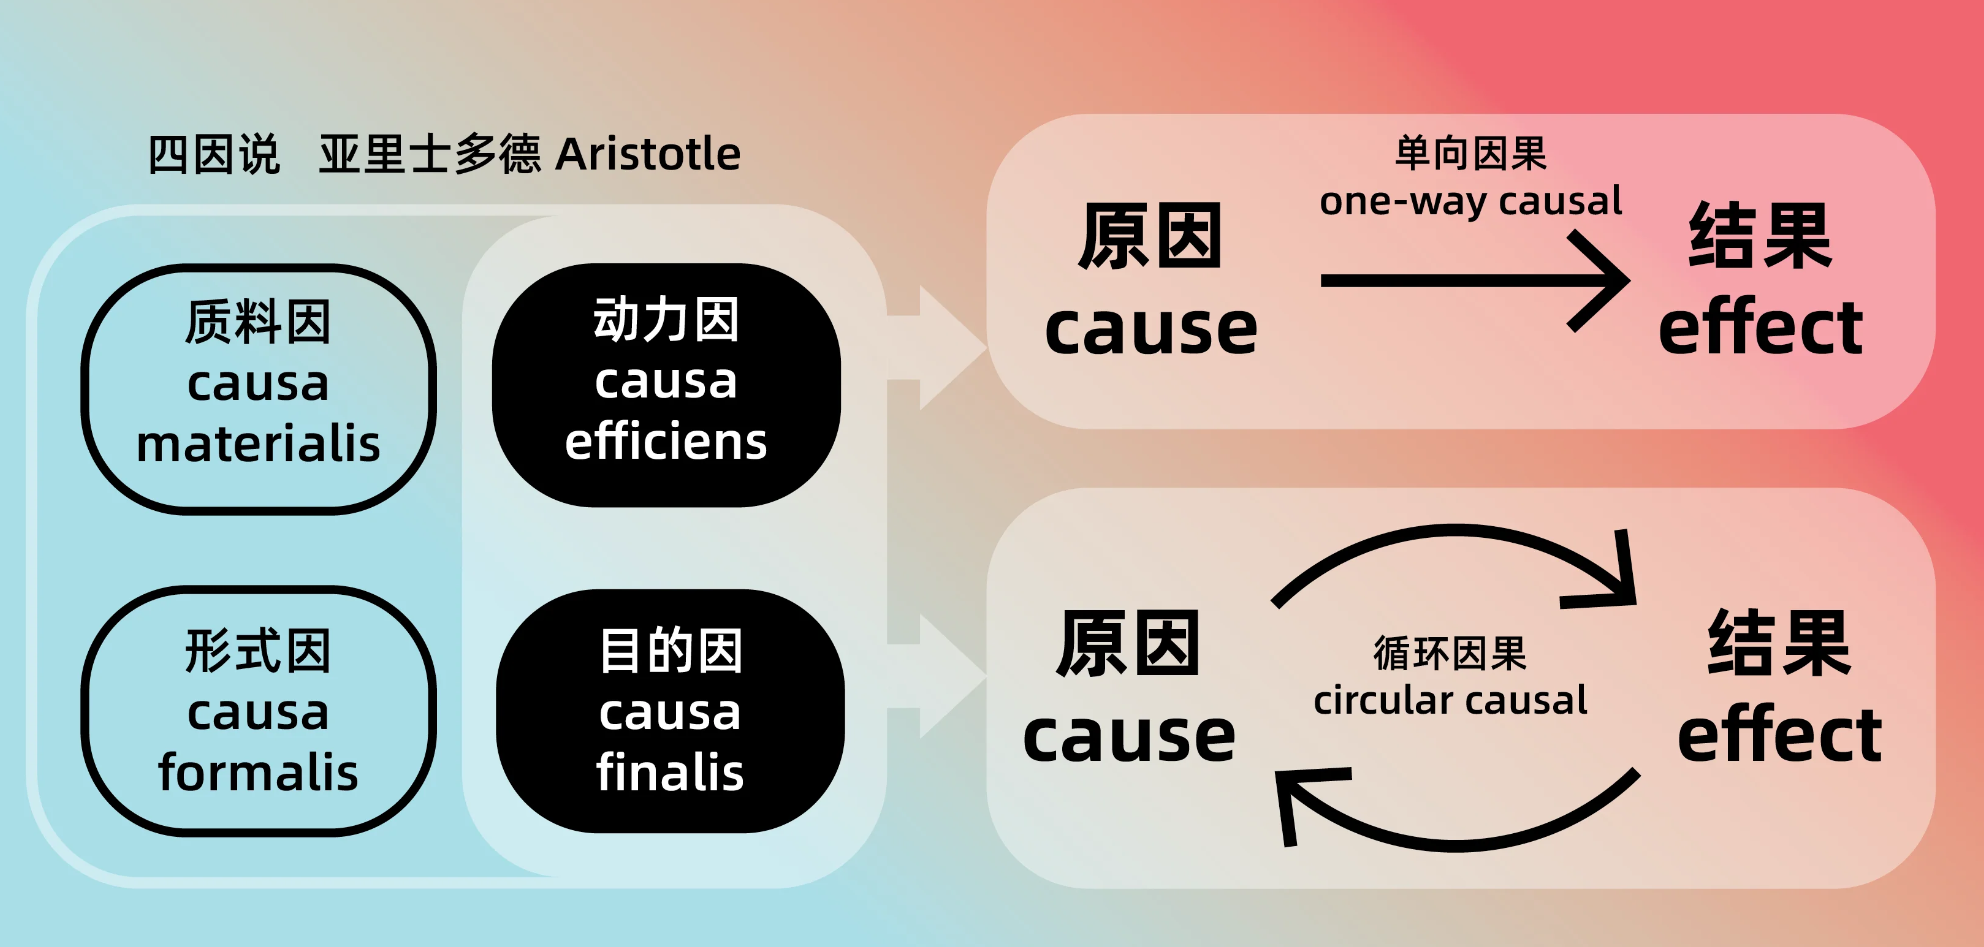 四因说 亚里士多德 Aristotle
质料因
causa
materialis
动力因
causa
efficiens
形式因
causa
formalis
目的因
causa
finalis
原因
cause
单向因果
one-way causal
结果
effect
原因
cause
循环因果
circular causal
结果
effect